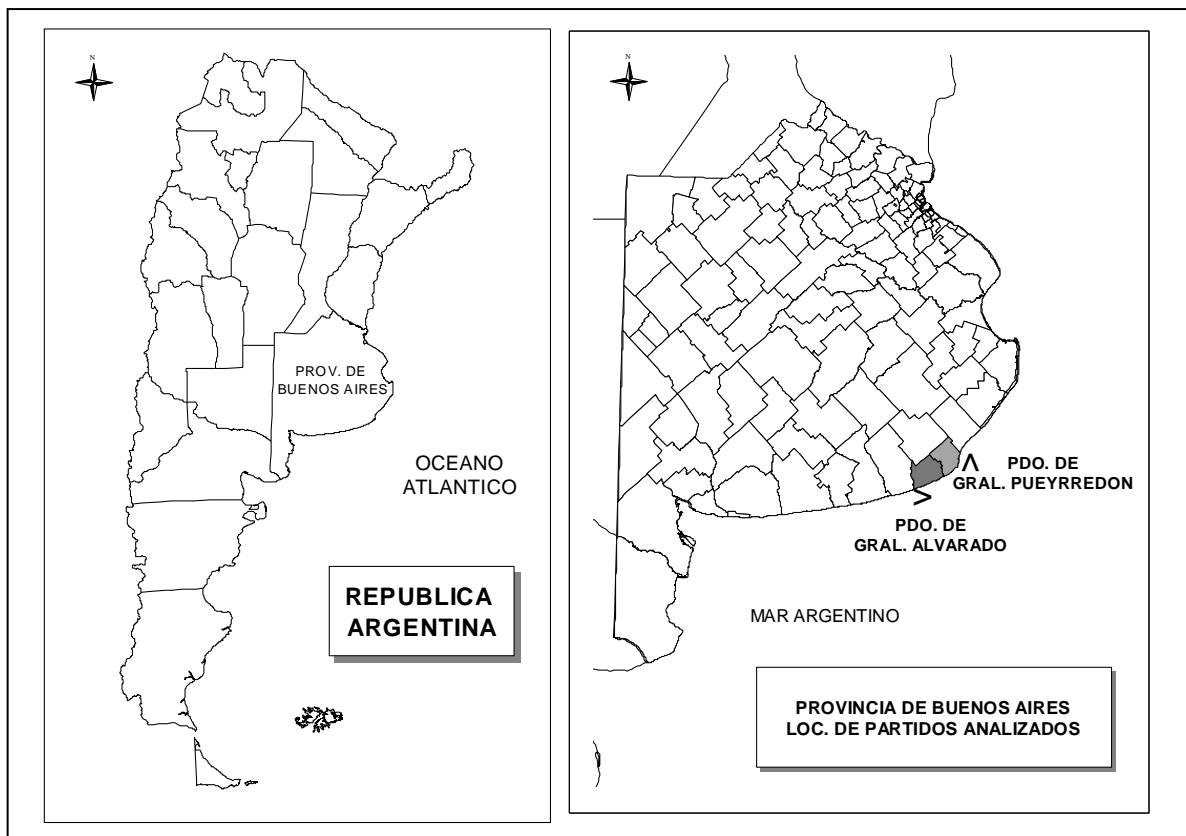 N
PROV. DE
BUENOS AIRES
OCEANO
ATLANTICO
REPUBLICA
ARGENTINA
N
PDO. DE
GRAL. PUEYRREDON
PDO. DE
GRAL. ALVARADO
MAR ARGENTINO
PROVINCIA DE BUENOS AIRES
LOC. DE PARTIDOS ANALIZADOS